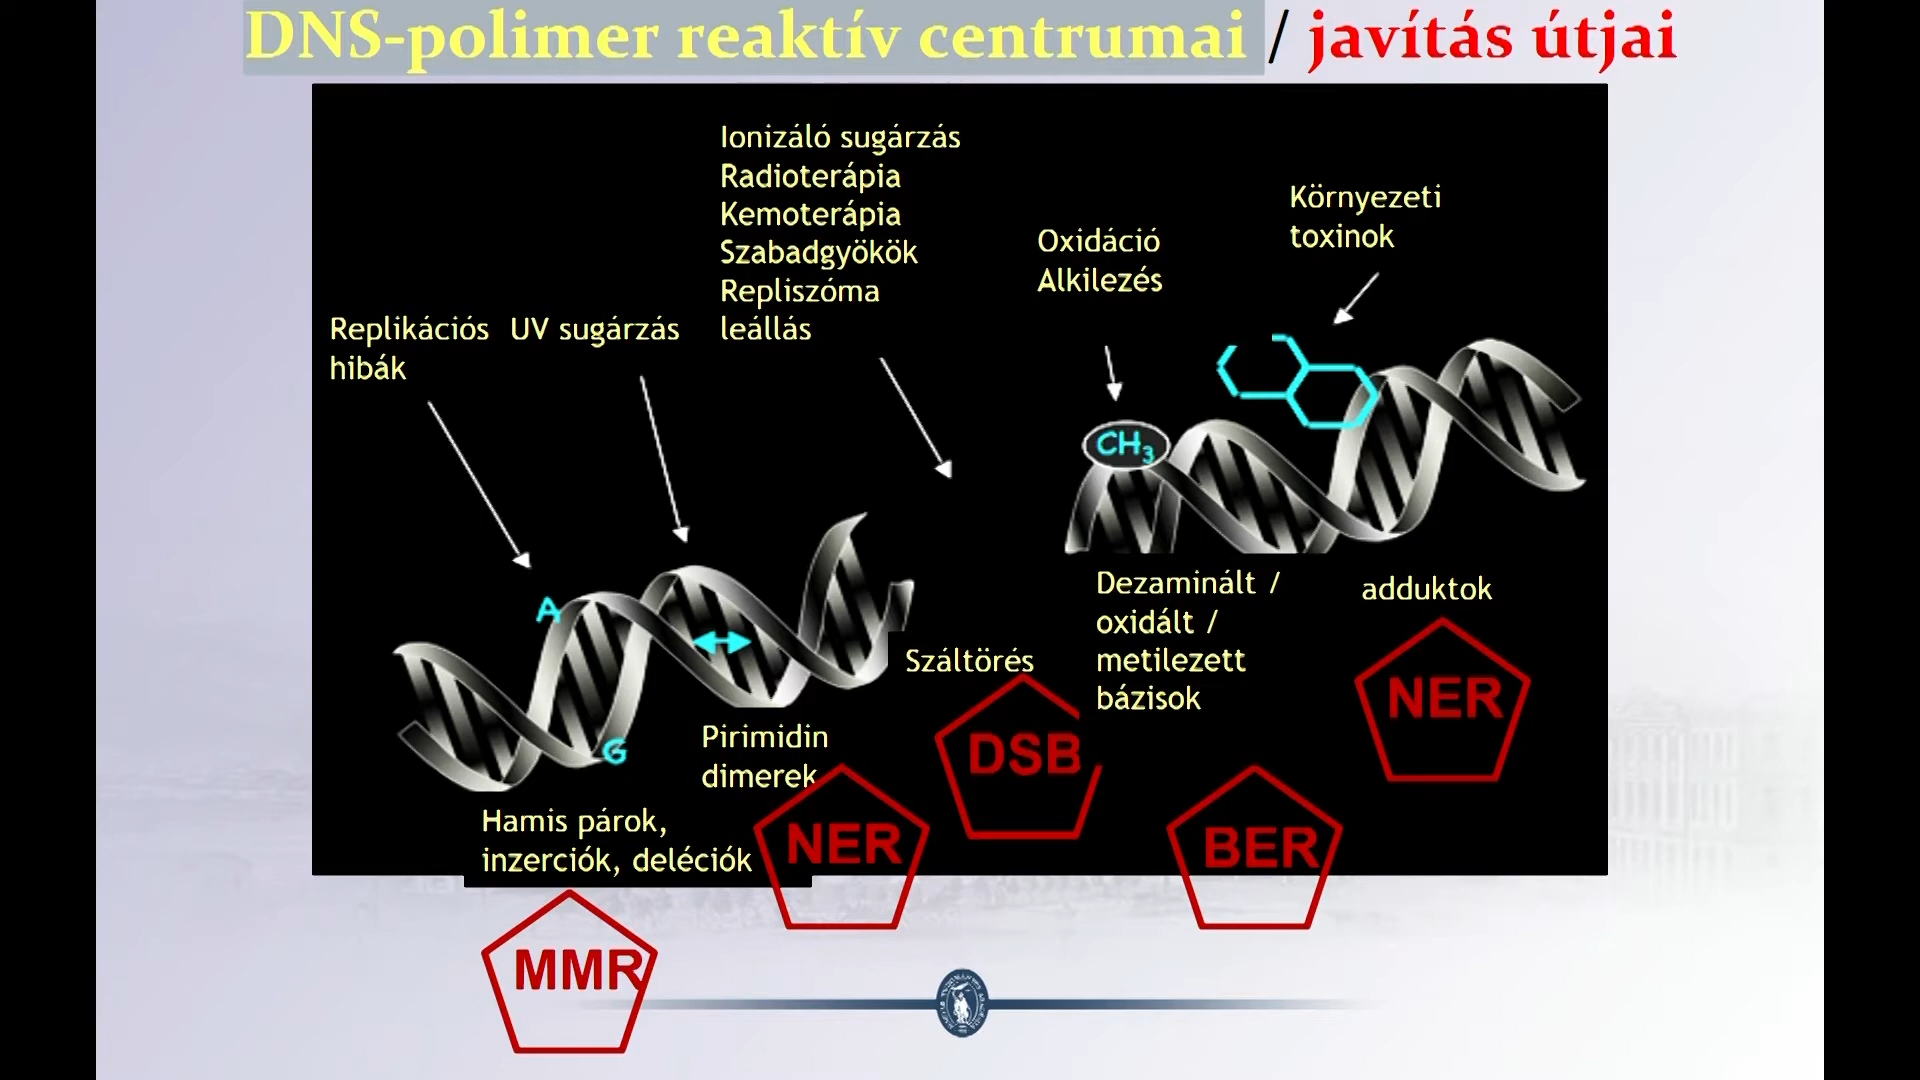 DNS-polimer reaktív centrumai / javítás útjai
Ionizáló sugárzás
Radioterápia
Kemoterápia
Szabadgyökök
Repliszóma
leállás
Környezeti
toxinok
Oxidáció
Alkilezés
Replikációs
hibák
UV sugárzás
CH3
A
G
Dezaminált /
oxidált /
metilezett
bázisok
adduktok
Száltörés
Pirimidin
dimerek
Hamis párok,
inzerciók, deléciók
NER
DSB
NER
BER
MMR